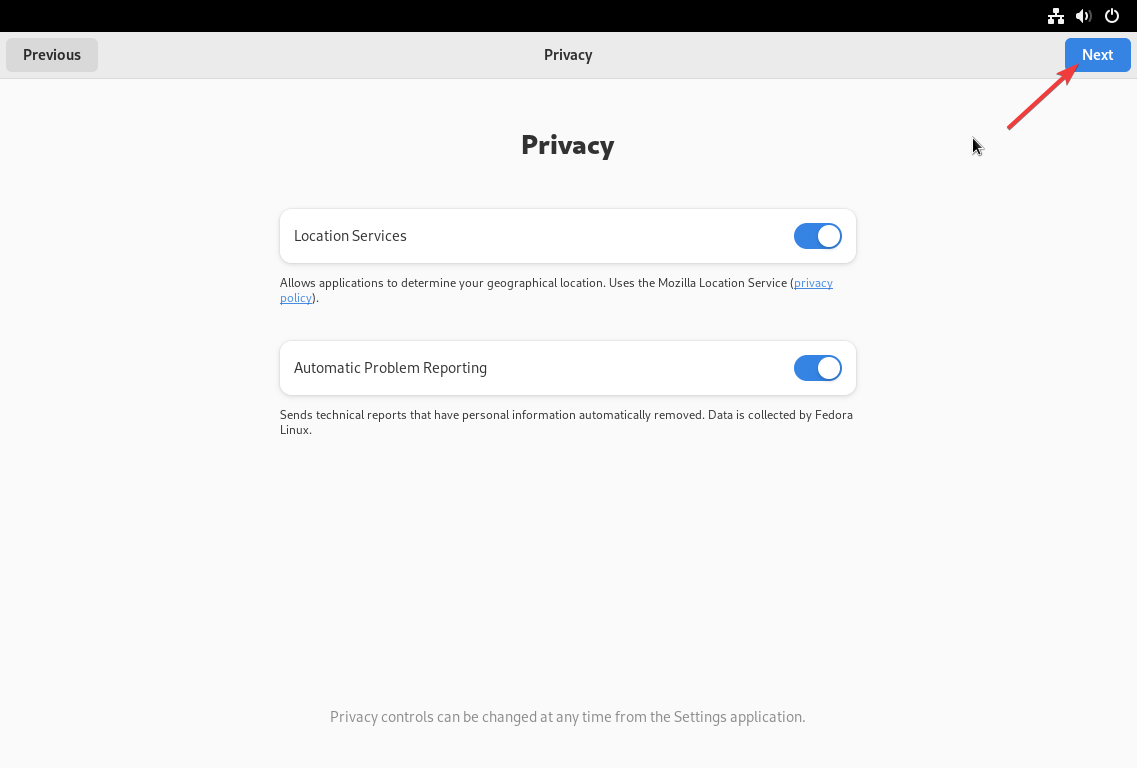 Previous
Privacy
Next
Privacy
Location Services
Allows applications to determine your geographical location. Uses the Mozilla Location Service (privacy
policy).
Automatic Problem Reporting
Sends technical reports that have personal information automatically removed. Data is collected by Fedora
Linux.
Privacy controls can be changed at any time from the Settings application.